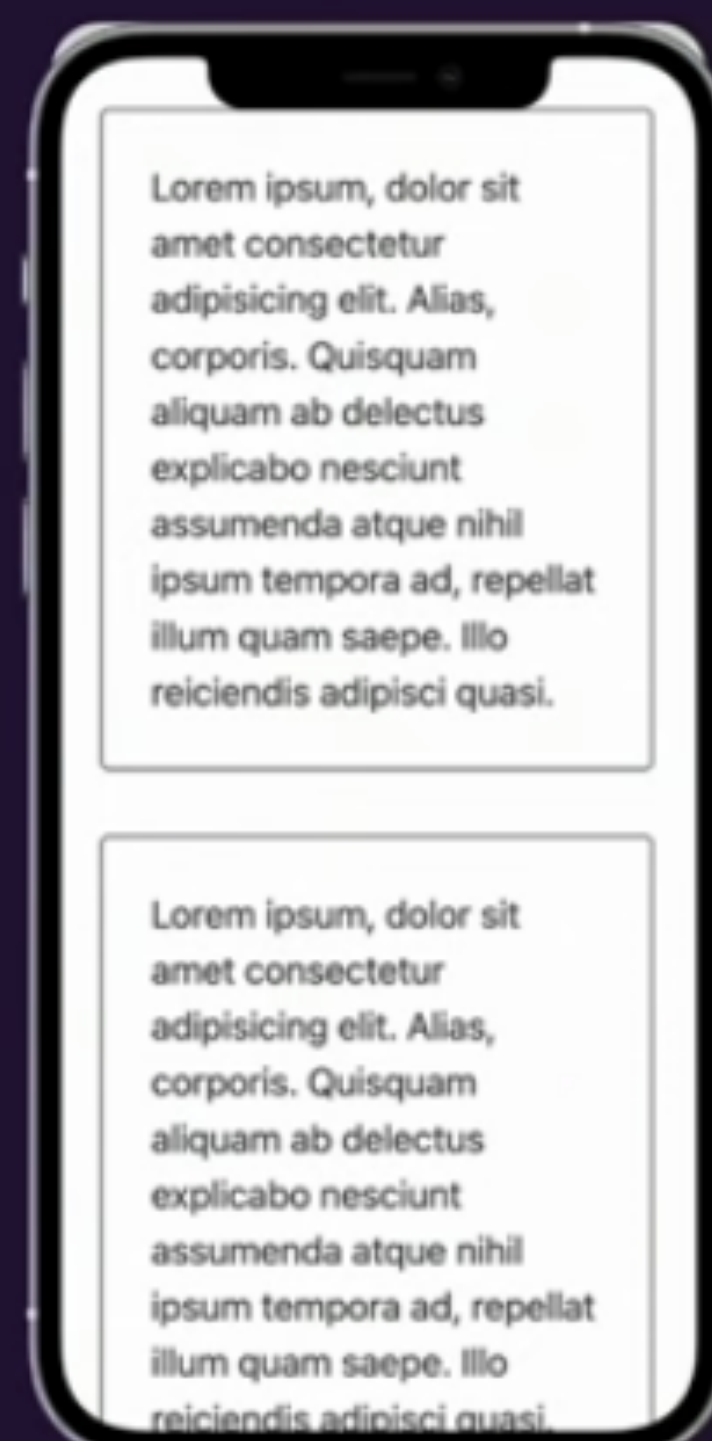 Lorem ipsum, dolor sit
amet consectetur
adipisicing elit. Alias,
corporis. Quisquam
aliquam ab delectus
explicabo nesciunt
assumenda atque nihil
ipsum tempora ad, repellat
illum quam saepe. Illo
reiciendis adipisci quasi.
Lorem ipsum, dolor sit
amet consectetur
adipisicing elit. Alias,
corporis. Quisquam
aliquam ab delectus
explicabo nesciunt
assumenda atque nihil
ipsum tempora ad, repellat
illum quam saepe. Illo
reiciendis adipisci quasi.